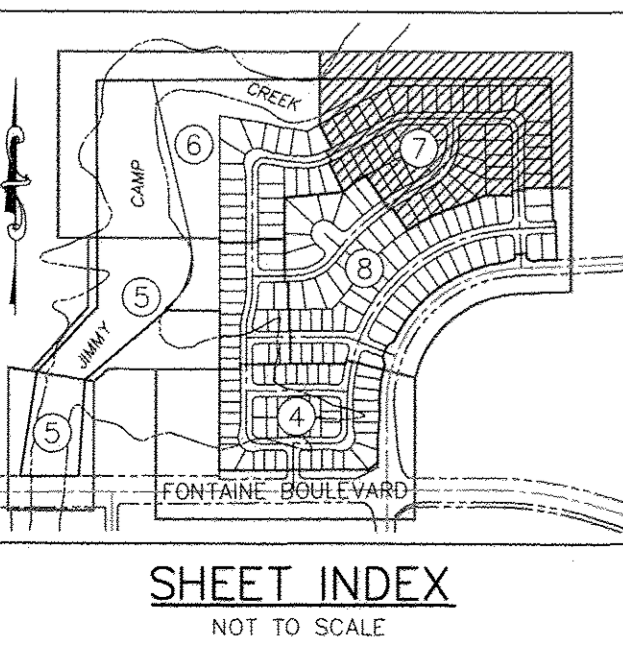 CREEK
7
6
CAMP
8
5
JIMMY
4
5
FONTAINE BOULEVARD
SHEET INDEX
NOT TO SCALE